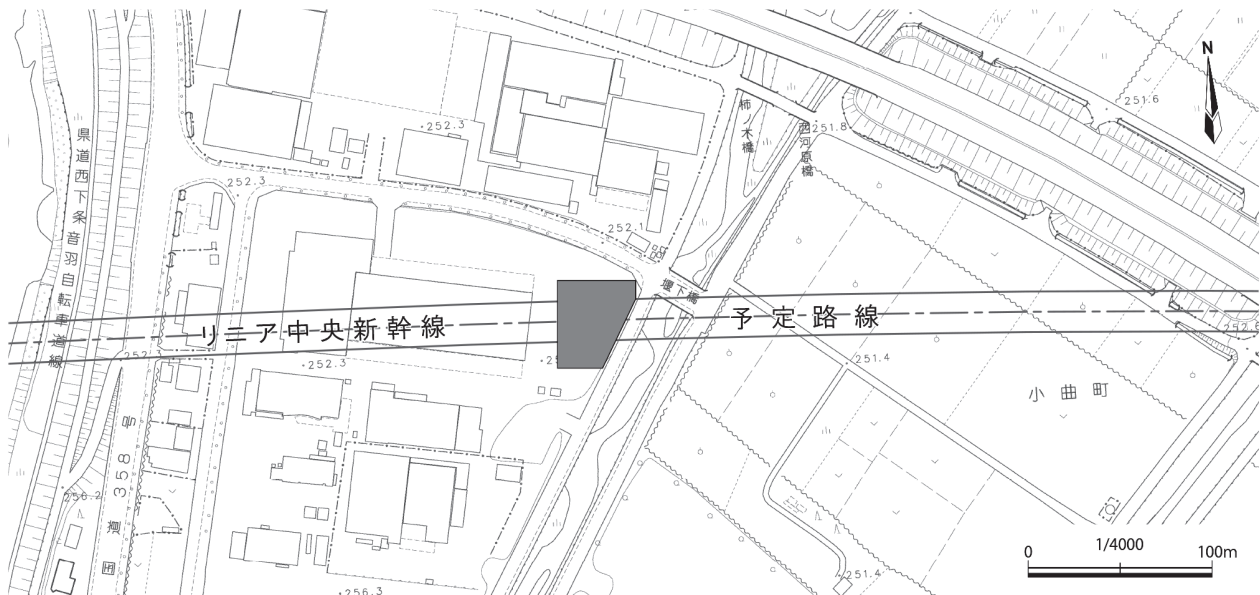 N
251.6
柿ノ木橋
西河原橋
251.8
252.3
県道西下条音羽自転車道線
252.3
252.1
堰下橋
リニア中央新幹線
予定路線
252.3
251.4
小曲町
国道358号
256.2
251.4
256.3
0
1/4000
100m